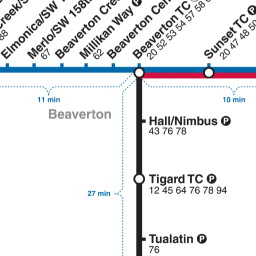 88
Elmonica/SW 1
Merlo/SW 158th
67
Beaverton Cre
Millikan Way P
62
Beaverton Cen
Beaverton TC
20 52 53 54 57 58
Sunset TC P
20 47 48 50
11 min
10 min
Beaverton
Hall/Nimbus P
43 76 78
Tigard TC P
12 45 64 76 78 94
27 min
Tualatin P
76